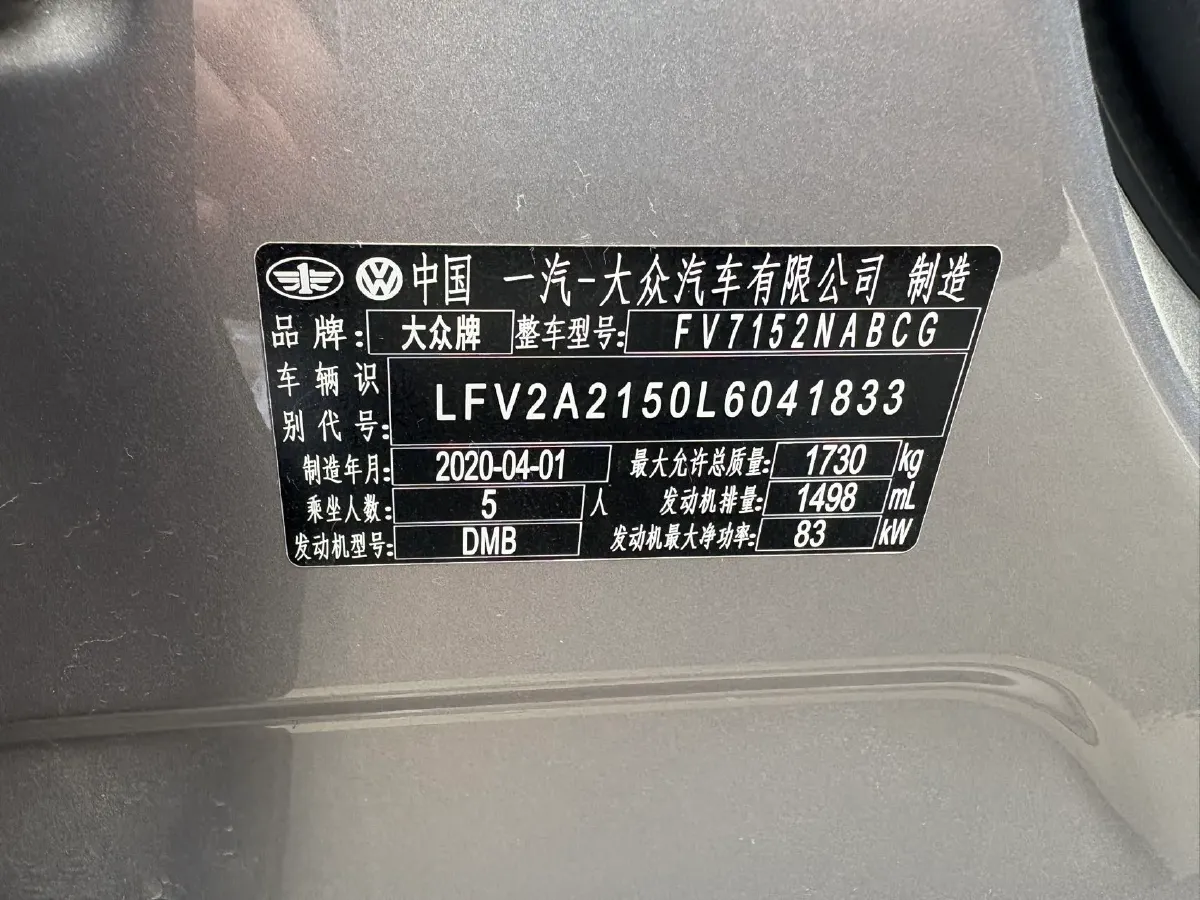 中国 一汽-大众汽车有限公司 制造
品牌: 大众牌 整车型号: FV7152NABCG
车辆识别代号: LFV2A2150L6041833
制造年月: 2020-04-01 最大允许总质量: 1730 kg
乘坐人数: 5 人 发动机排量: 1498 mL
发动机型号: DMB 发动机最大净功率: 83 kW